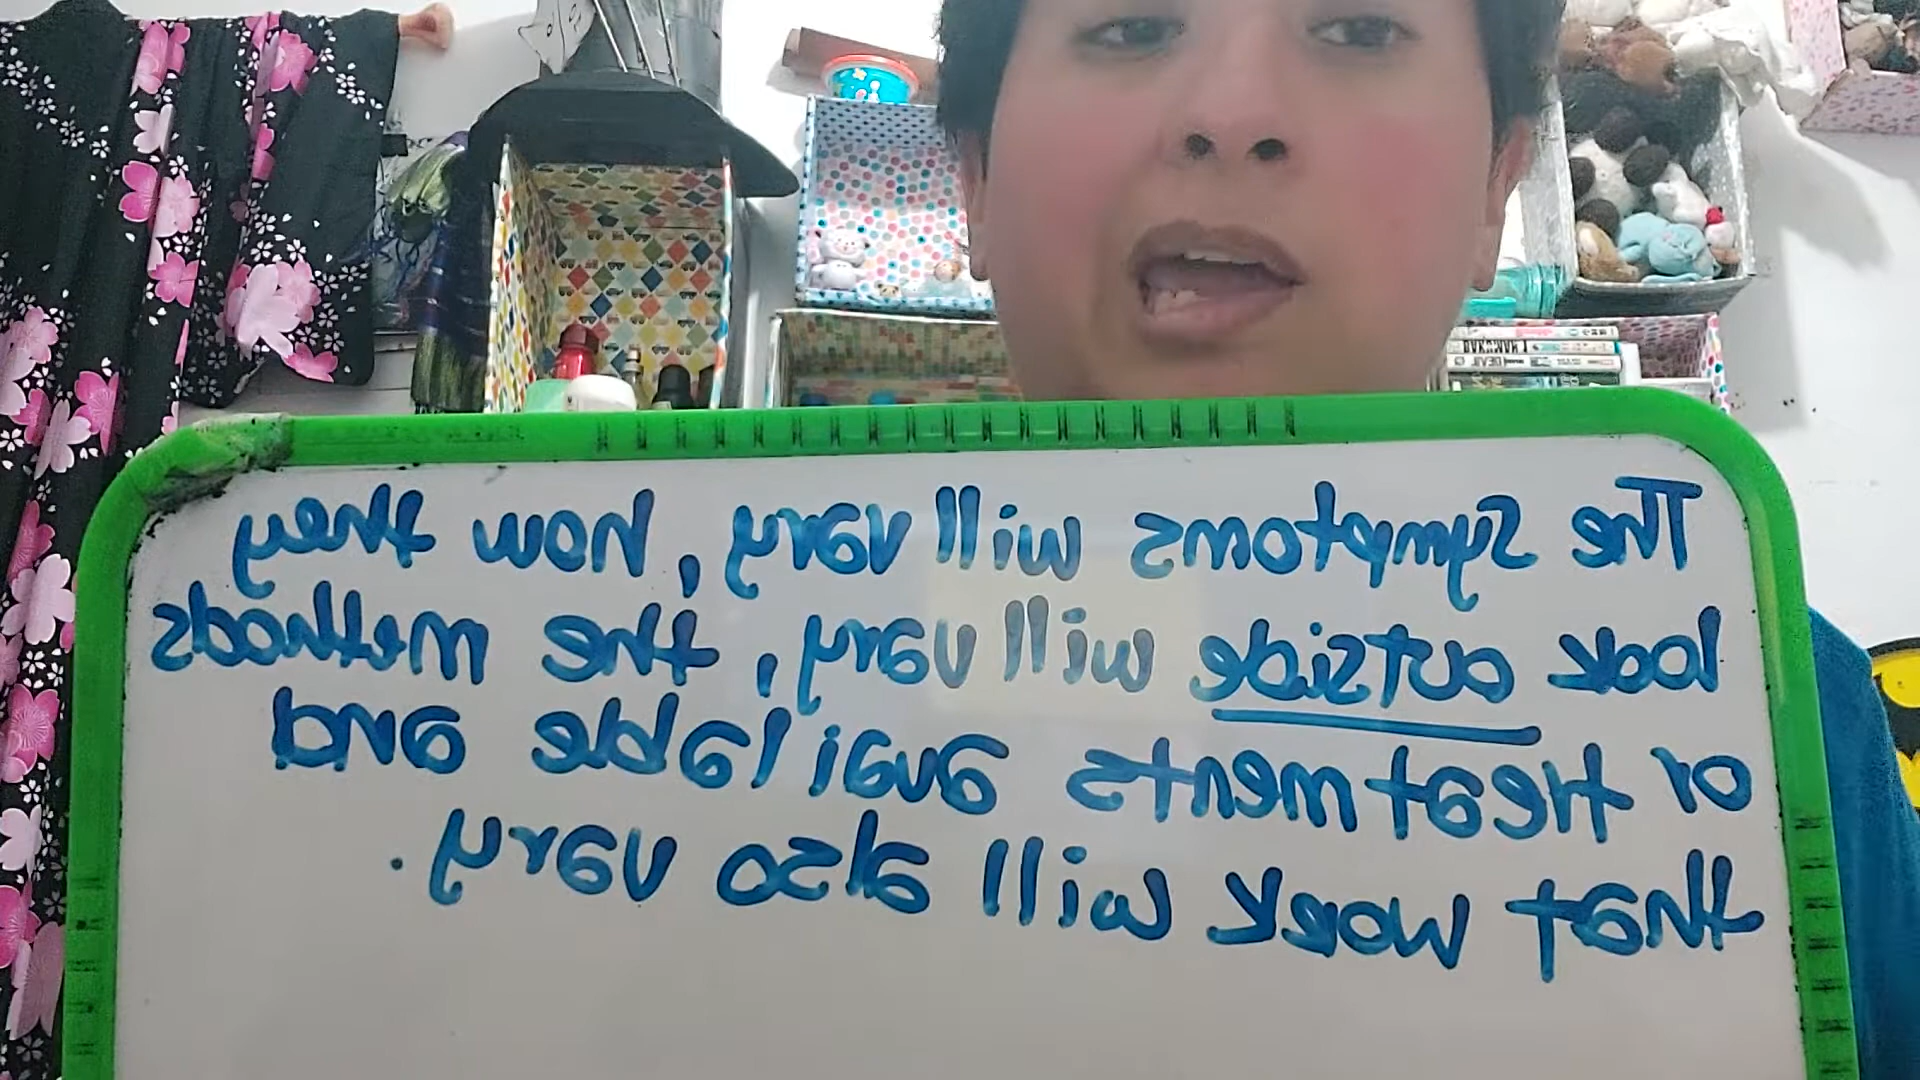 The Symptoms will vary, how they
look outside will vary, the methods
or treatments available and
that work will also vary.